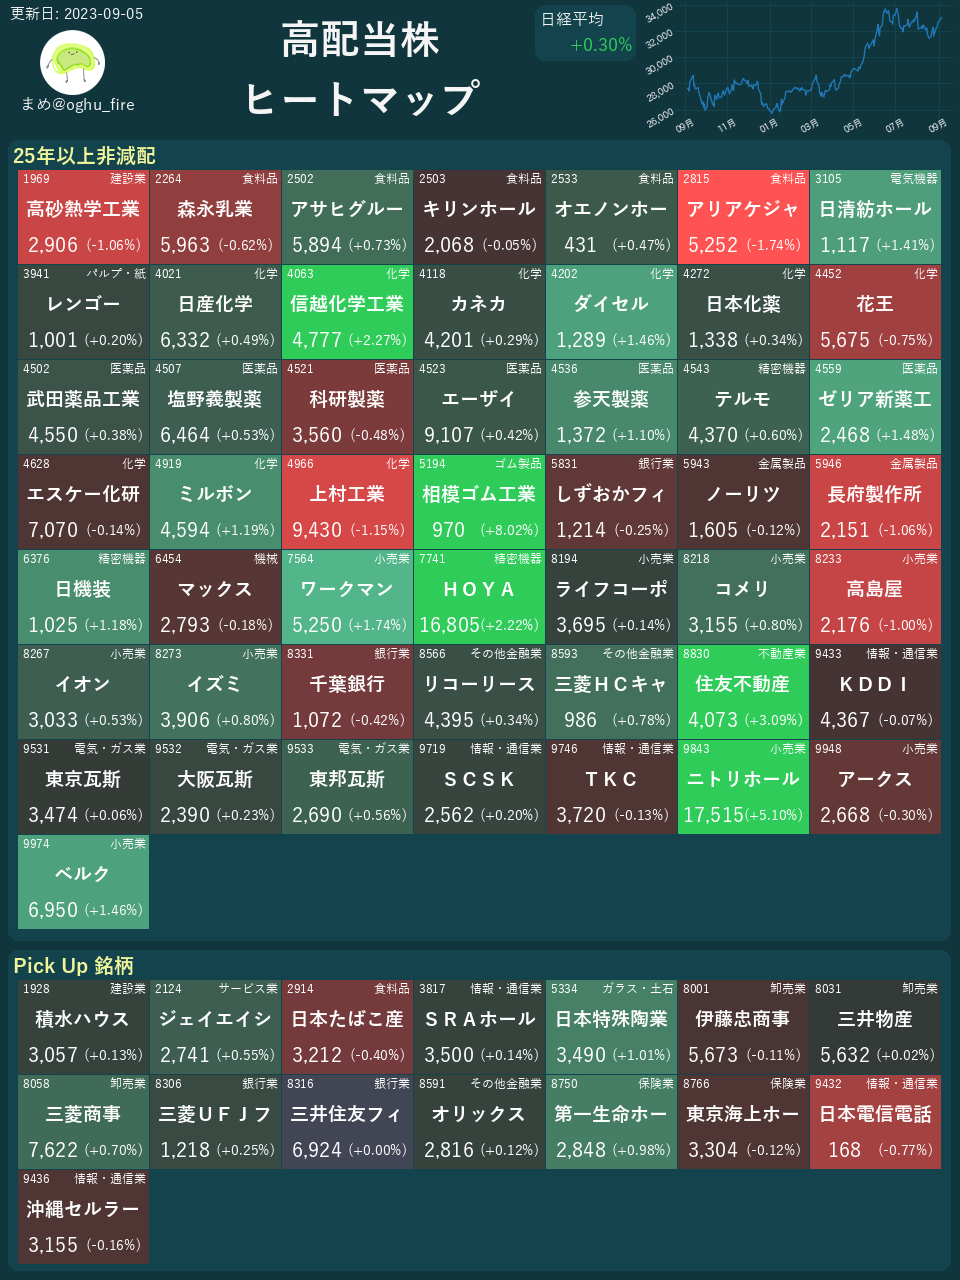 更新日: 2023-09-05
高配当株
ヒートマップ
まめ@oghu_fire
日経平均
+0.30%
34,000
32,000
30,000
28,000
26,000
09月 11月 01月 03月 05月 07月 09月
25年以上非減配
1969 建設業 2264 食料品 2502 食料品 2503 食料品 2533 食料品 2815 食料品 3105 電気機器
高砂熱学工業 森永乳業 アサヒグルー キリンホール オエノンホー アリアケジャ 日清紡ホール
2,906 (-1.06%) 5,963 (-0.62%) 5,894 (+0.73%) 2,068 (-0.05%) 431 (+0.47%) 5,252 (-1.74%) 1,117 (+1.41%)
3941 パルプ・紙 4021 化学 4063 化学 4118 化学 4202 化学 4272 化学 4452 化学
レンゴー 日産化学 信越化学工業 カネカ ダイセル 日本化薬 花王
1,001 (+0.20%) 6,332 (+0.49%) 4,777 (+2.27%) 4,201 (+0.29%) 1,289 (+1.46%) 1,338 (+0.34%) 5,675 (-0.75%)
4502 医薬品 4507 医薬品 4521 医薬品 4523 医薬品 4536 医薬品 4543 精密機器 4559 医薬品
武田薬品工業 塩野義製薬 科研製薬 エーザイ 参天製薬 テルモ ゼリア新薬工
4,550 (+0.38%) 6,464 (+0.53%) 3,560 (-0.48%) 9,107 (+0.42%) 1,372 (+1.10%) 4,370 (+0.60%) 2,468 (+1.48%)
4628 化学 4919 化学 4966 化学 5194 ゴム製品 5831 銀行業 5943 金属製品 5946 金属製品
エスケー化研 ミルボン 上村工業 相模ゴム工業 しずおかフィ ノーリツ 長府製作所
7,070 (-0.14%) 4,594 (+1.19%) 9,430 (-1.15%) 970 (+8.02%) 1,214 (-0.25%) 1,605 (-0.12%) 2,151 (-1.06%)
6376 精密機器 6454 機械 7564 小売業 7741 精密機器 8194 小売業 8218 小売業 8233 小売業
日機装 マックス ワークマン ＨＯＹＡ ライフコーポ コメリ 高島屋
1,025 (+1.18%) 2,793 (-0.18%) 5,250 (+1.74%) 16,805(+2.22%) 3,695 (+0.14%) 3,155 (+0.80%) 2,176 (-1.00%)
8267 小売業 8273 小売業 8331 銀行業 8566 その他金融業 8593 その他金融業 8830 不動産業 9433 情報・通信業
イオン イズミ 千葉銀行 リコーリース 三菱ＨＣキャ 住友不動産 ＫＤＤＩ
3,033 (+0.53%) 3,906 (+0.80%) 1,072 (-0.42%) 4,395 (+0.34%) 986 (+0.78%) 4,073 (+3.09%) 4,367 (-0.07%)
9531 電気・ガス業 9532 電気・ガス業 9533 電気・ガス業 9719 情報・通信業 9746 情報・通信業 9843 小売業 9948 小売業
東京瓦斯 大阪瓦斯 東邦瓦斯 ＳＣＳＫ ＴＫＣ ニトリホール アークス
3,474 (+0.06%) 2,390 (+0.23%) 2,690 (+0.56%) 2,562 (+0.20%) 3,720 (-0.13%) 17,515(+5.10%) 2,668 (-0.30%)
9974 小売業
ベルク
6,950 (+1.46%)
Pick Up 銘柄
1928 建設業 2124 サービス業 2914 食料品 3817 情報・通信業 5334 ガラス・土石 8001 卸売業 8031 卸売業
積水ハウス ジェイエイシ 日本たばこ産 ＳＲＡホール 日本特殊陶業 伊藤忠商事 三井物産
3,057 (+0.13%) 2,741 (+0.55%) 3,212 (-0.40%) 3,500 (+0.14%) 3,490 (+1.01%) 5,673 (-0.11%) 5,632 (+0.02%)
8058 卸売業 8306 銀行業 8316 銀行業 8591 その他金融業 8750 保険業 8766 保険業 9432 情報・通信業
三菱商事 三菱ＵＦＪフ 三井住友フィ オリックス 第一生命ホー 東京海上ホー 日本電信電話
7,622 (+0.70%) 1,218 (+0.25%) 6,924 (+0.00%) 2,816 (+0.12%) 2,848 (+0.98%) 3,304 (-0.12%) 168 (-0.77%)
9436 情報・通信業
沖縄セルラー
3,155 (-0.16%)